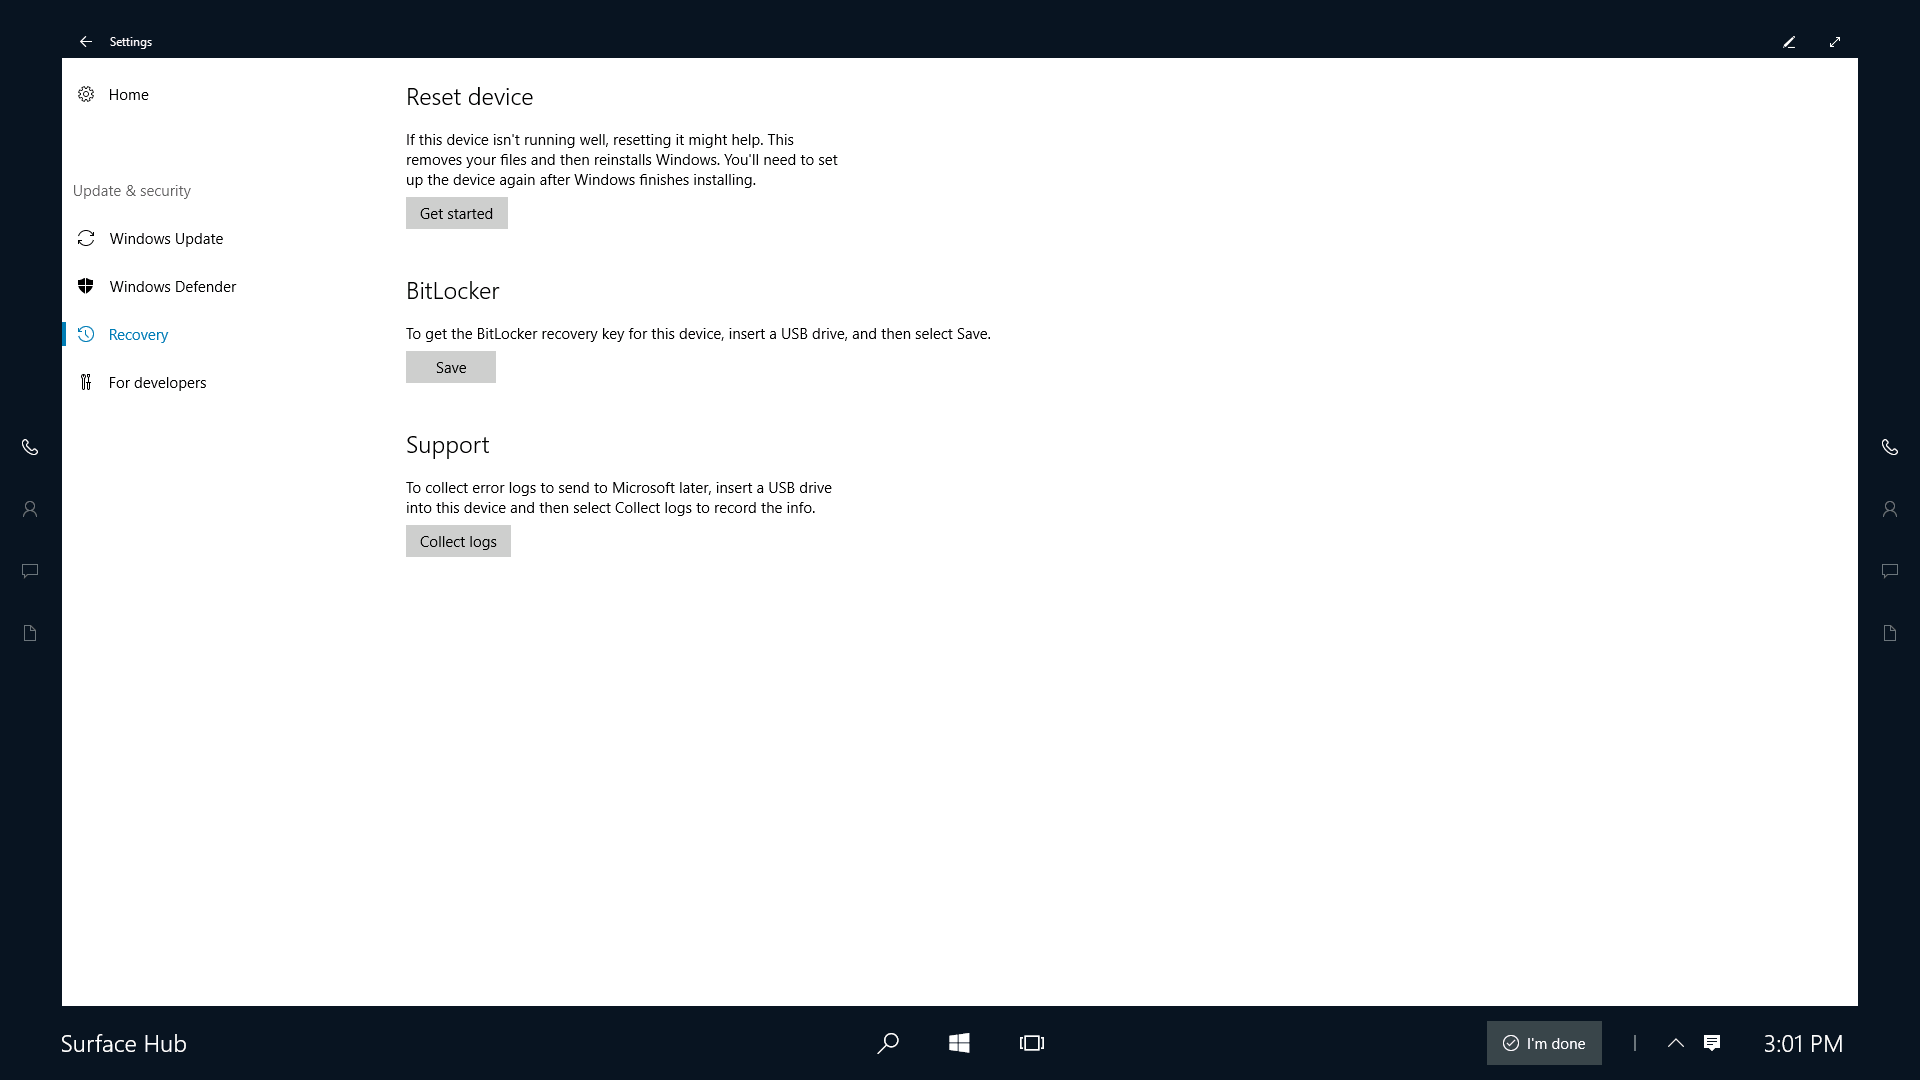 Settings
Home
Update & security
Windows Update
Windows Defender
Recovery
For developers
Reset device
If this device isn't running well, resetting it might help. This
removes your files and then reinstalls Windows. You'll need to set
up the device again after Windows finishes installing.
Get started
BitLocker
To get the BitLocker recovery key for this device, insert a USB drive, and then select Save.
Save
Support
To collect error logs to send to Microsoft later, insert a USB drive
into this device and then select Collect logs to record the info.
Collect logs
Surface Hub
I'm done
3:01 PM